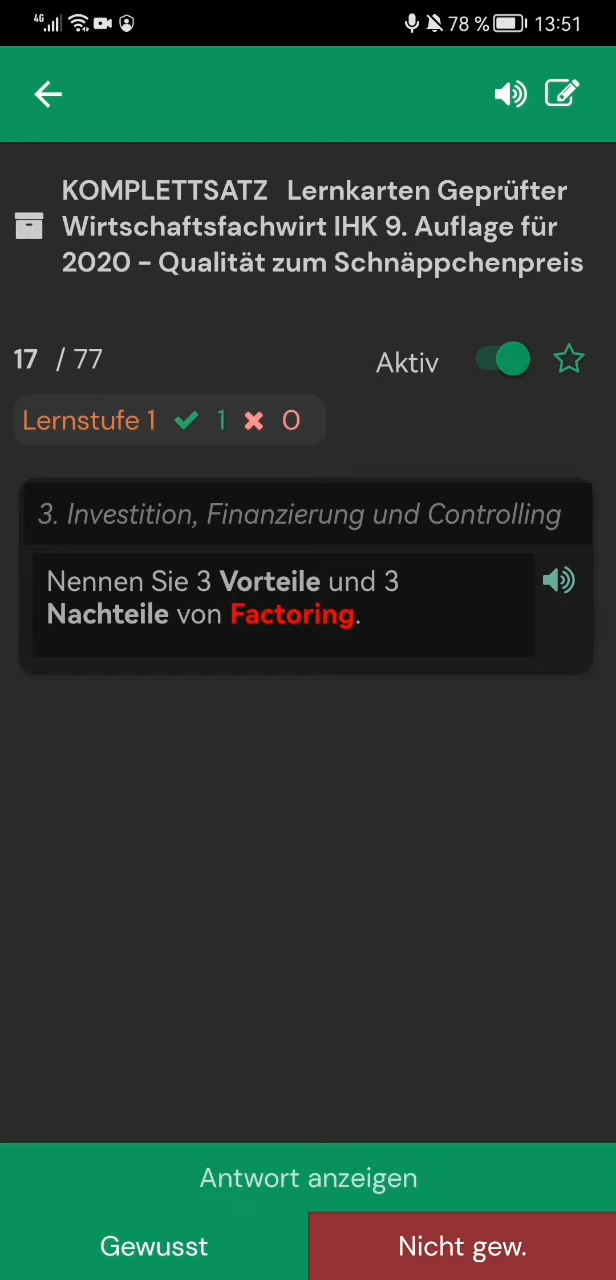 4G 78 % 13:51
KOMPLETTSATZ Lernkarten Geprüfter
Wirtschaftsfachwirt IHK 9. Auflage für
2020 – Qualität zum Schnäppchenpreis
17 / 77 Aktiv
Lernstufe 1 1 0
3. Investition, Finanzierung und Controlling
Nennen Sie 3 Vorteile und 3
Nachteile von Factoring.
Antwort anzeigen
Gewusst Nicht gew.